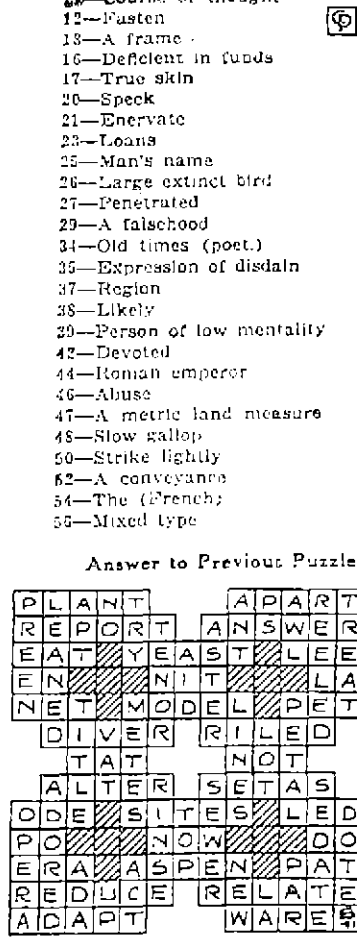 of thought
12—Fasten
13—A frame
16—Deficient in funds
17—True skin
20—Speck
21—Enervate
23—Loans
25—Man's name
26—Large extinct bird
27—Penetrated
29—A falsehood
34—Old times (poet.)
35—Expression of disdain
37—Region
38—Likely
39—Person of low mentality
42—Devoted
44—Roman emperor
46—Abuse
47—A metric land measure
48—Slow gallop
50—Strike lightly
52—A conveyance
54—The (French)
56—Mixed type
Answer to Previous Puzzle
PLANT APART
REPORT ANSWER
EAT YEAST LEE
EN NIT LA
NET MODEL PET
DIVER RILED
TAT NOT
ALTER SETAS
ODE SITES LED
PO NOW DO
ERA ASPEN PAT
REDUCE RELATE
ADAPT WARES